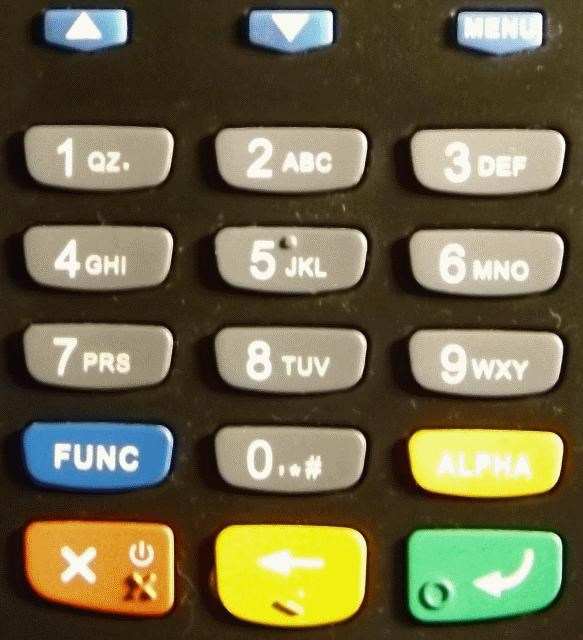 MENU
1 QZ.
2 ABC
3 DEF
4 GHI
5 JKL
6 MNO
7 PRS
8 TUV
9 WXY
FUNC
0,*#
ALPHA